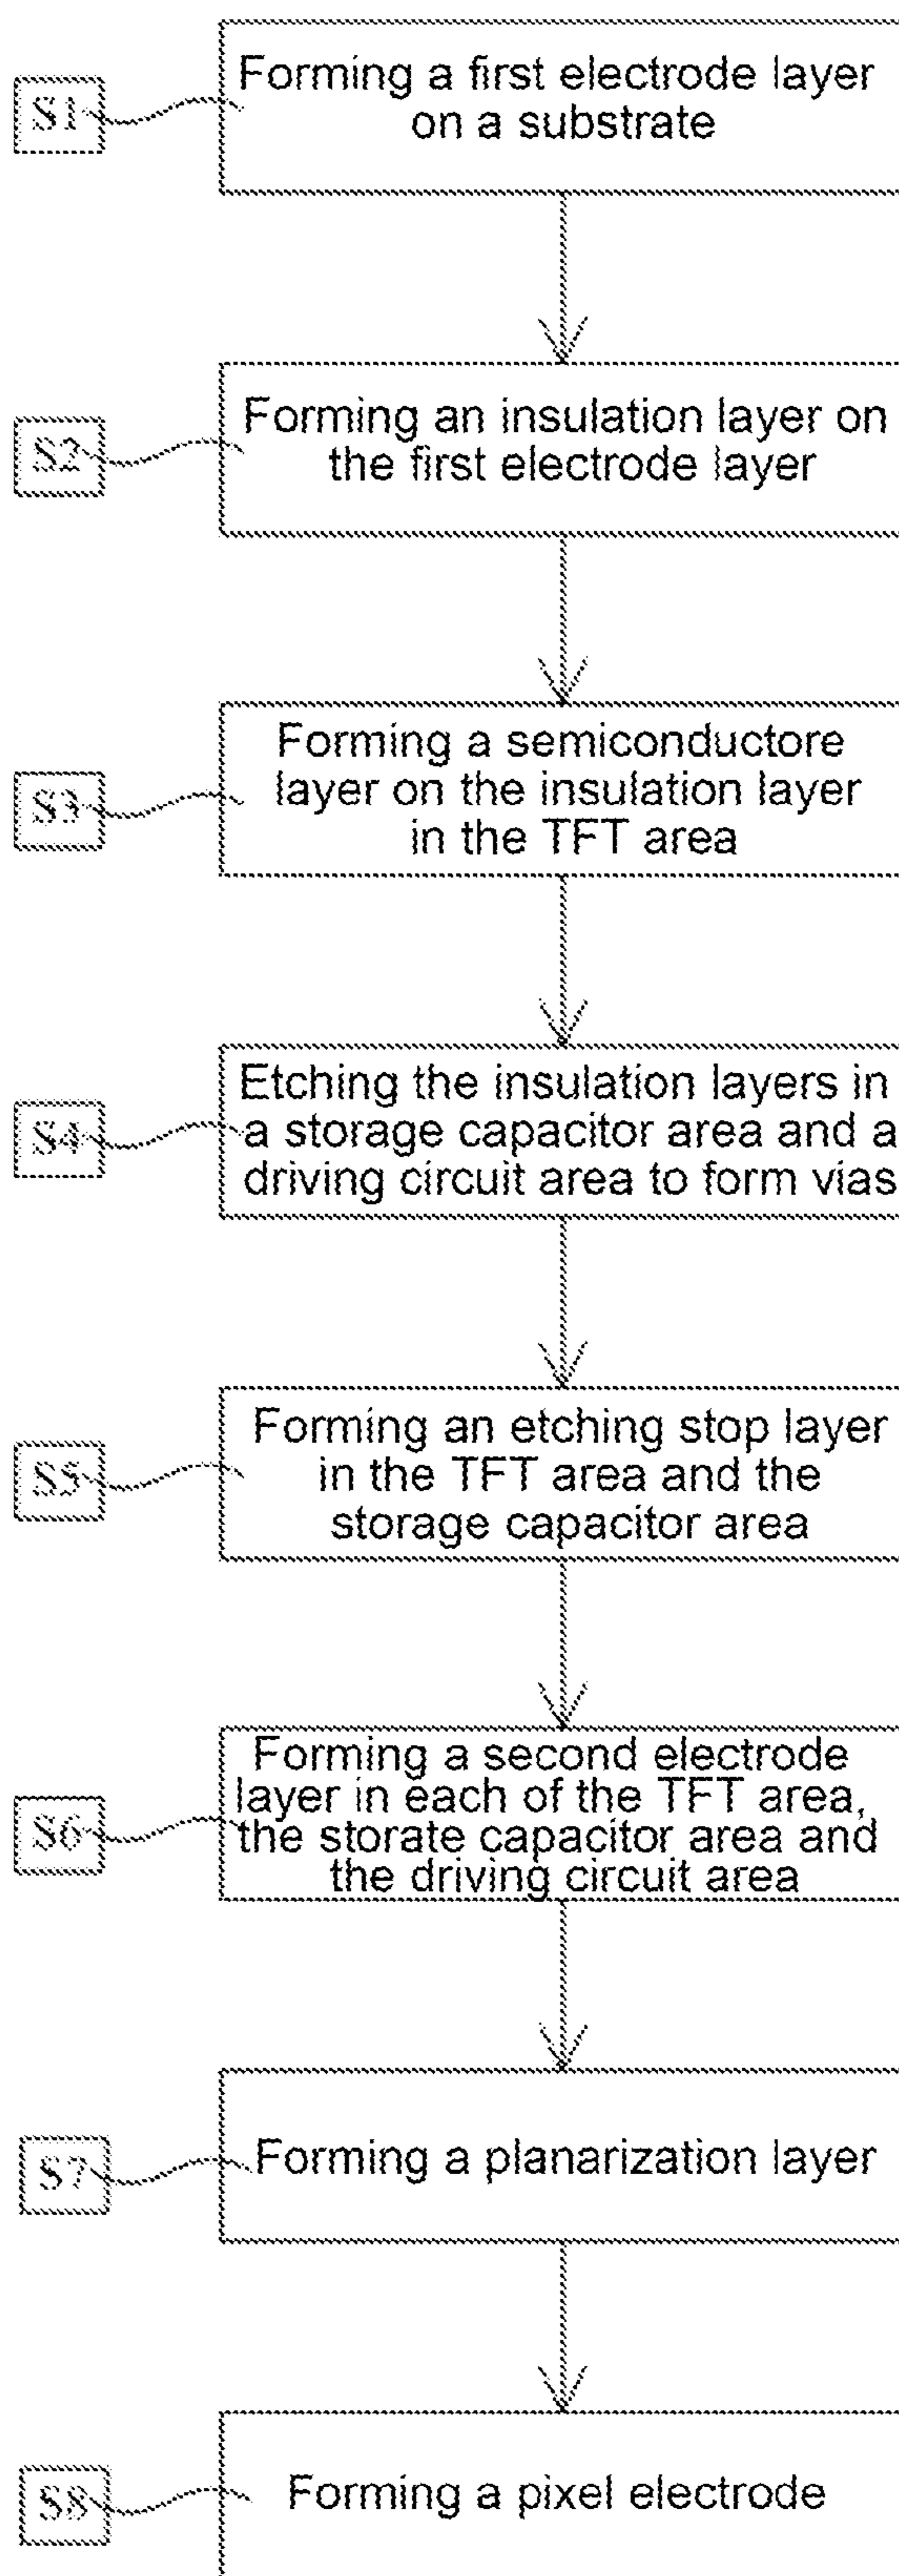 S1
Forming a first electrode layer
on a substrate
S2
Forming an insulation layer on
the first electrode layer
S3
Forming a semiconductore
layer on the insulation layer
in the TFT area
S4
Etching the insulation layers in
a storage capacitor area and a
driving circuit area to form vias
S5
Forming an etching stop layer
in the TFT area and the
storage capacitor area
S6
Forming a second electrode
layer in each of the TFT area,
the storate capacitor area and
the driving circuit area
S7
Forming a planarization layer
S8
Forming a pixel electrode